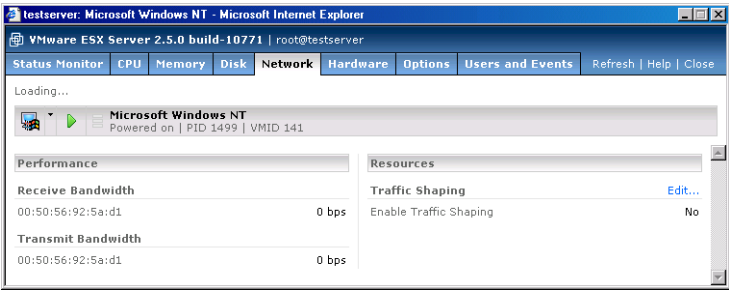 testserver: Microsoft Windows NT - Microsoft Internet Explorer
VMware ESX Server 2.5.0 build-10771 | root@testserver
Status Monitor CPU Memory Disk Network Hardware Options Users and Events Refresh | Help | Close
Loading...
Microsoft Windows NT
Powered on | PID 1499 | VMID 141
Performance
Receive Bandwidth
00:50:56:92:5a:d1 0 bps
Transmit Bandwidth
00:50:56:92:5a:d1 0 bps
Resources
Traffic Shaping Edit...
Enable Traffic Shaping No